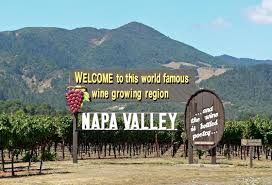 WELCOME to this world famous
wine growing region
NAPA VALLEY
...and
the wine
is bottled
poetry...